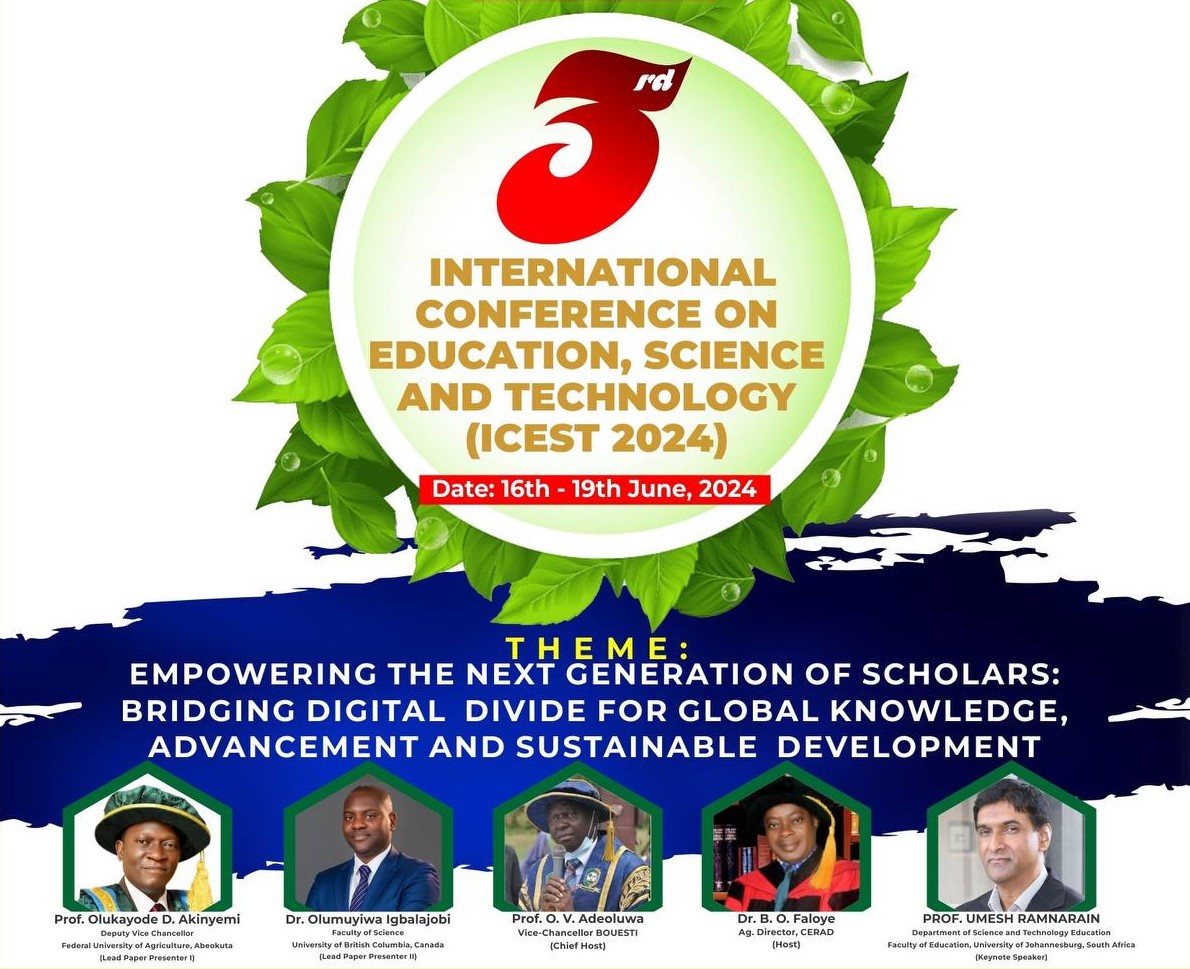 3rd
INTERNATIONAL
CONFERENCE ON
EDUCATION, SCIENCE
AND TECHNOLOGY
(ICEST 2024)
Date: 16th - 19th June, 2024
THEME:
EMPOWERING THE NEXT GENERATION OF SCHOLARS:
BRIDGING DIGITAL DIVIDE FOR GLOBAL KNOWLEDGE,
ADVANCEMENT AND SUSTAINABLE DEVELOPMENT
Prof. Olukayode D. Akinyemi
Deputy Vice Chancellor
Federal University of Agriculture, Abeokuta
(Lead Paper Presenter I)
Dr. Olumuyiwa Igbalajobi
Faculty of Science
University of British Columbia, Canada
(Lead Paper Presenter II)
Prof. O. V. Adeoluwa
Vice-Chancellor BOUESTI
(Chief Host)
Dr. B. O. Faloye
Ag. Director, CERAD
(Host)
PROF. UMESH RAMNARAIN
Department of Science and Technology Education
Faculty of Education, University of Johannesburg, South Africa
(Keynote Speaker)